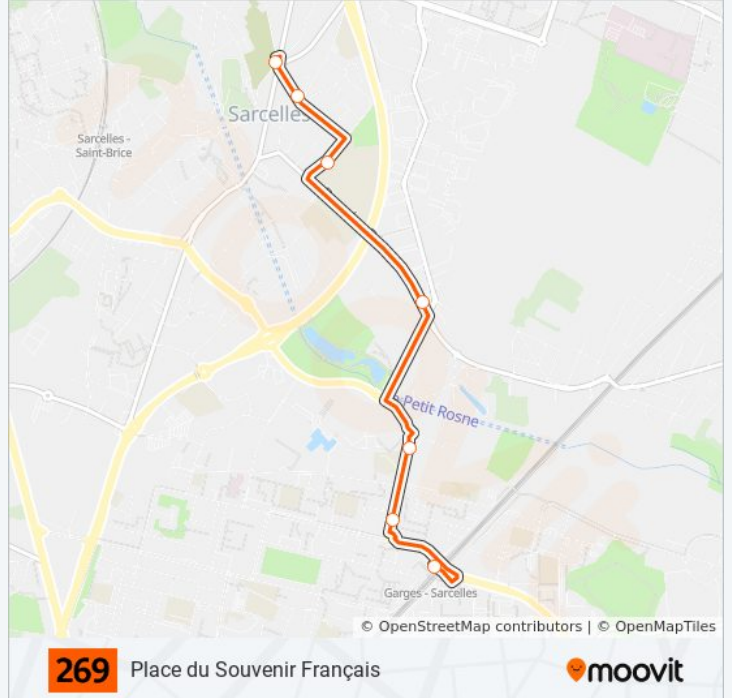 Sarcelles
Sarcelles -
Saint-Brice
Petit Rosne
Garges - Sarcelles
© OpenStreetMap contributors | © OpenMapTiles
269 Place du Souvenir Français
moovit